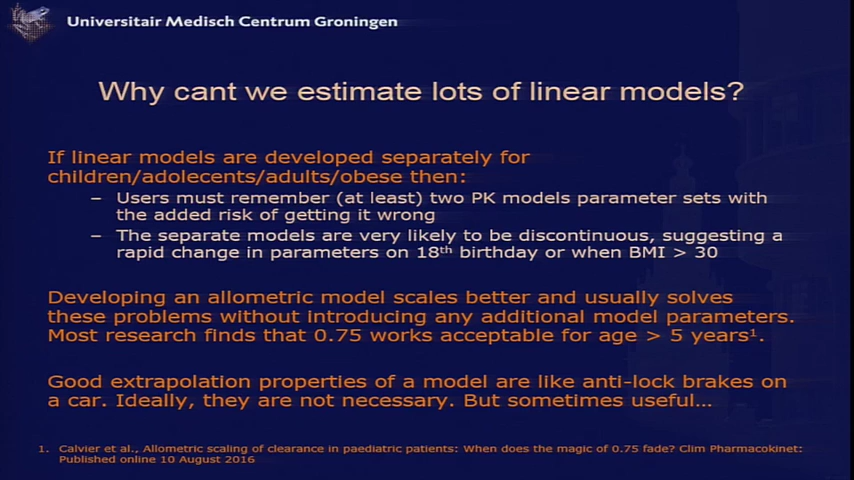 Universitair Medisch Centrum Groningen
Why cant we estimate lots of linear models?
If linear models are developed separately for
children/adolecents/adults/obese then:
– Users must remember (at least) two PK models parameter sets with
the added risk of getting it wrong
– The separate models are very likely to be discontinuous, suggesting a
rapid change in parameters on 18th birthday or when BMI > 30
Developing an allometric model scales better and usually solves
these problems without introducing any additional model parameters.
Most research finds that 0.75 works acceptable for age > 5 years¹.
Good extrapolation properties of a model are like anti-lock brakes on
a car. Ideally, they are not necessary. But sometimes useful…
1. Calvier et al., Allometric scaling of clearance in paediatric patients: When does the magic of 0.75 fade? Clim Pharmacokinet:
Published online 10 August 2016